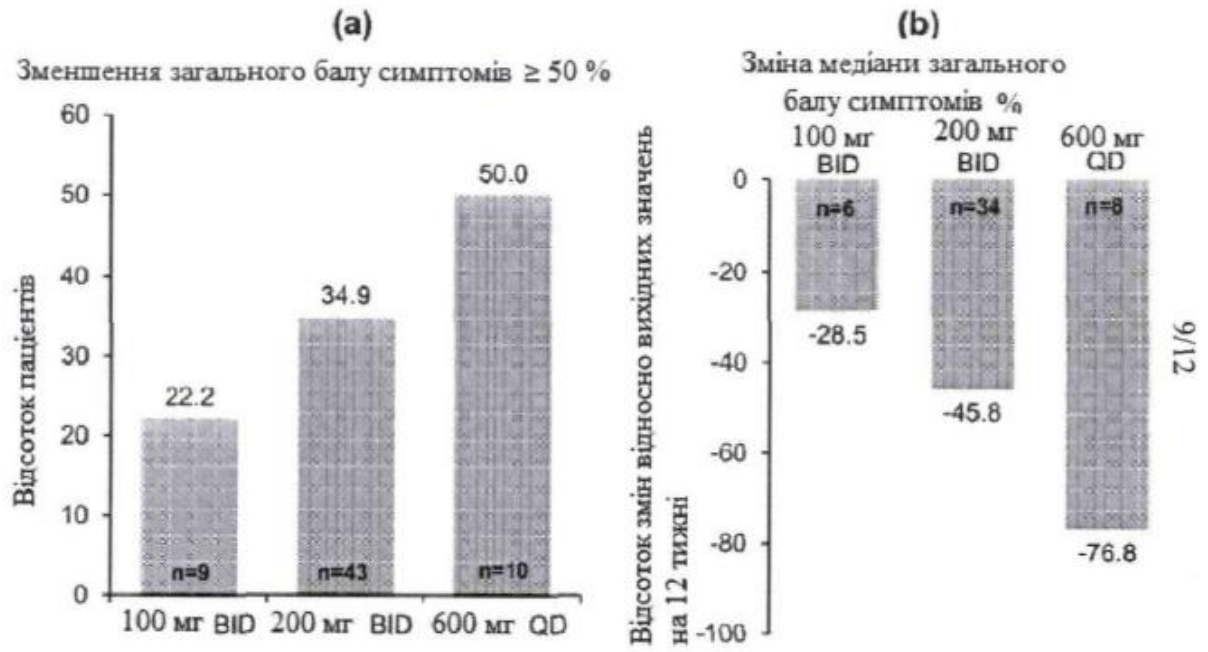 (a)
Зменшення загального балу симптомів ≥ 50 %
Відсоток пацієнтів
60
50
40
30
20
10
0
22.2
34.9
50.0
n=9
n=43
n=10
100 мг BID
200 мг BID
600 мг QD
(b)
Зміна медіани загального
балу симптомів %
100 мг
BID
200 мг
BID
600 мг
QD
Відсоток змін відносно вихідних значень
на 12 тижні
0
-20
-40
-60
-80
-100
n=6
n=34
n=8
-28.5
-45.8
-76.8
9/12